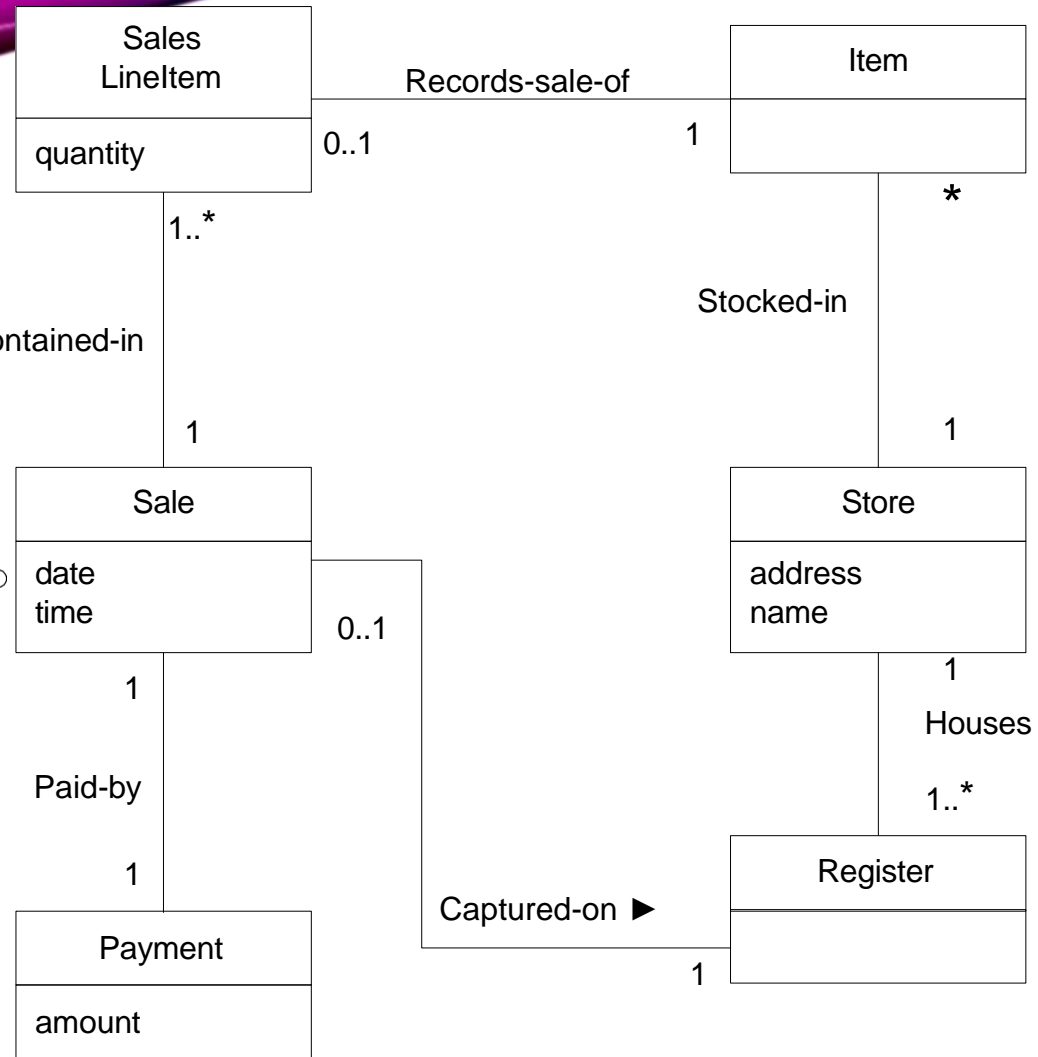 Sales
LineItem
quantity
Records-sale-of
0..1
1
Item
*
1..*
Stocked-in
ontained-in
1
1
Sale
date
time
0..1
Store
address
name
1
1
Houses
Paid-by
1..*
1
Captured-on ►
1
Register
Payment
amount